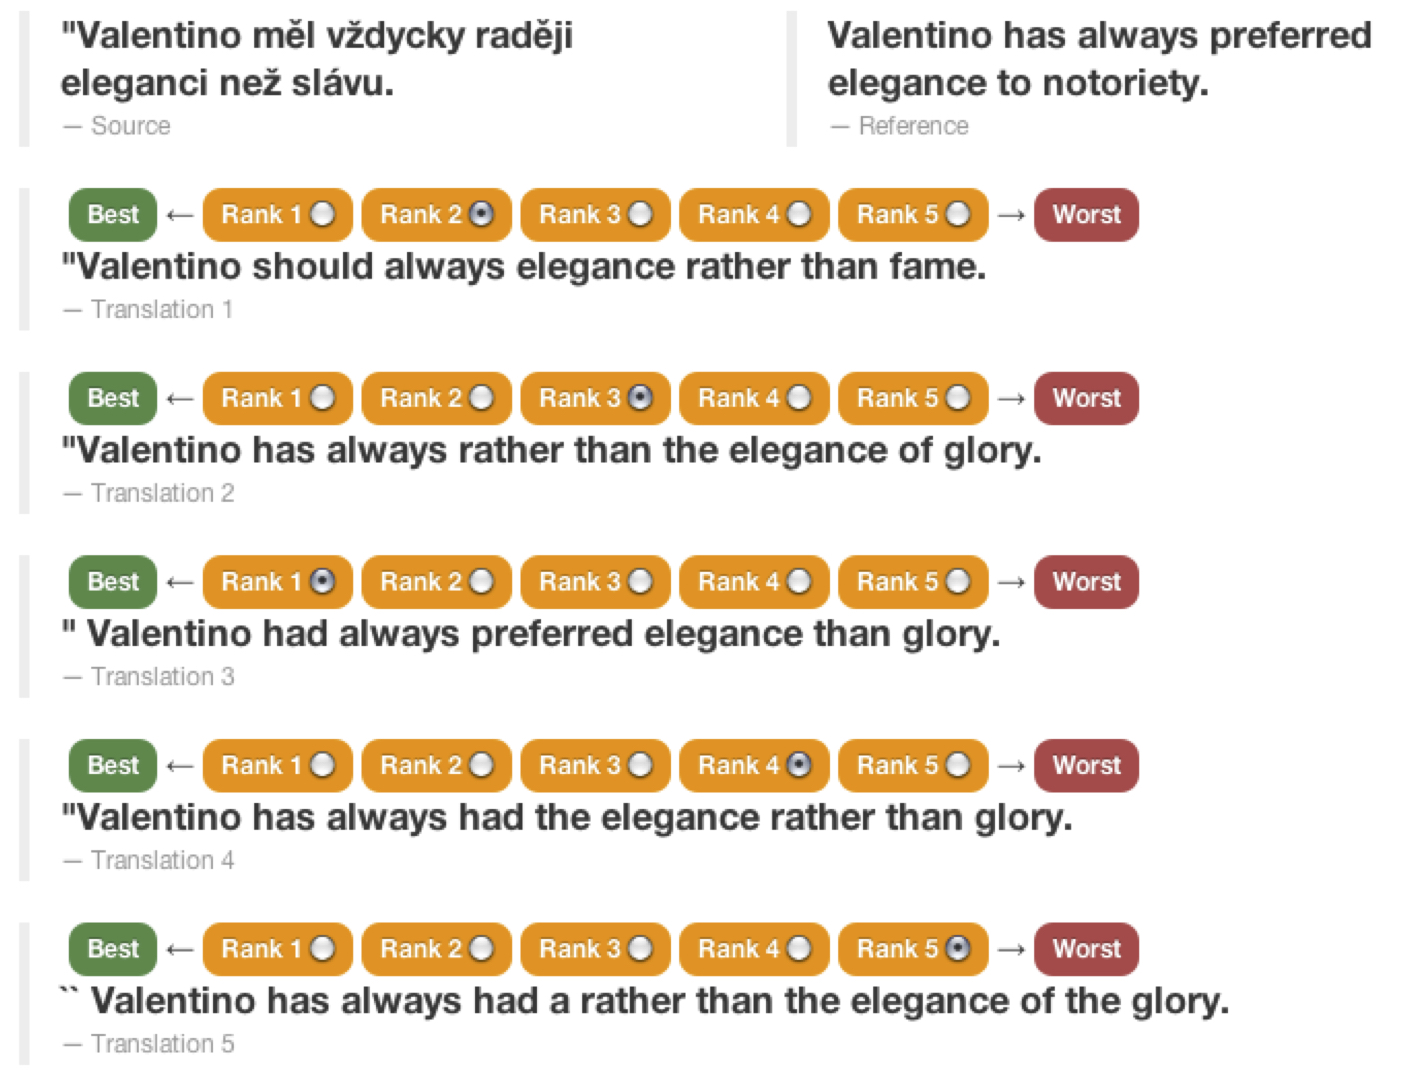 "Valentino měl vždycky raději
eleganci než slávu.
— Source
Valentino has always preferred
elegance to notoriety.
— Reference
Best ← Rank 1 Rank 2 Rank 3 Rank 4 Rank 5 → Worst
"Valentino should always elegance rather than fame.
— Translation 1
Best ← Rank 1 Rank 2 Rank 3 Rank 4 Rank 5 → Worst
"Valentino has always rather than the elegance of glory.
— Translation 2
Best ← Rank 1 Rank 2 Rank 3 Rank 4 Rank 5 → Worst
" Valentino had always preferred elegance than glory.
— Translation 3
Best ← Rank 1 Rank 2 Rank 3 Rank 4 Rank 5 → Worst
"Valentino has always had the elegance rather than glory.
— Translation 4
Best ← Rank 1 Rank 2 Rank 3 Rank 4 Rank 5 → Worst
`` Valentino has always had a rather than the elegance of the glory.
— Translation 5